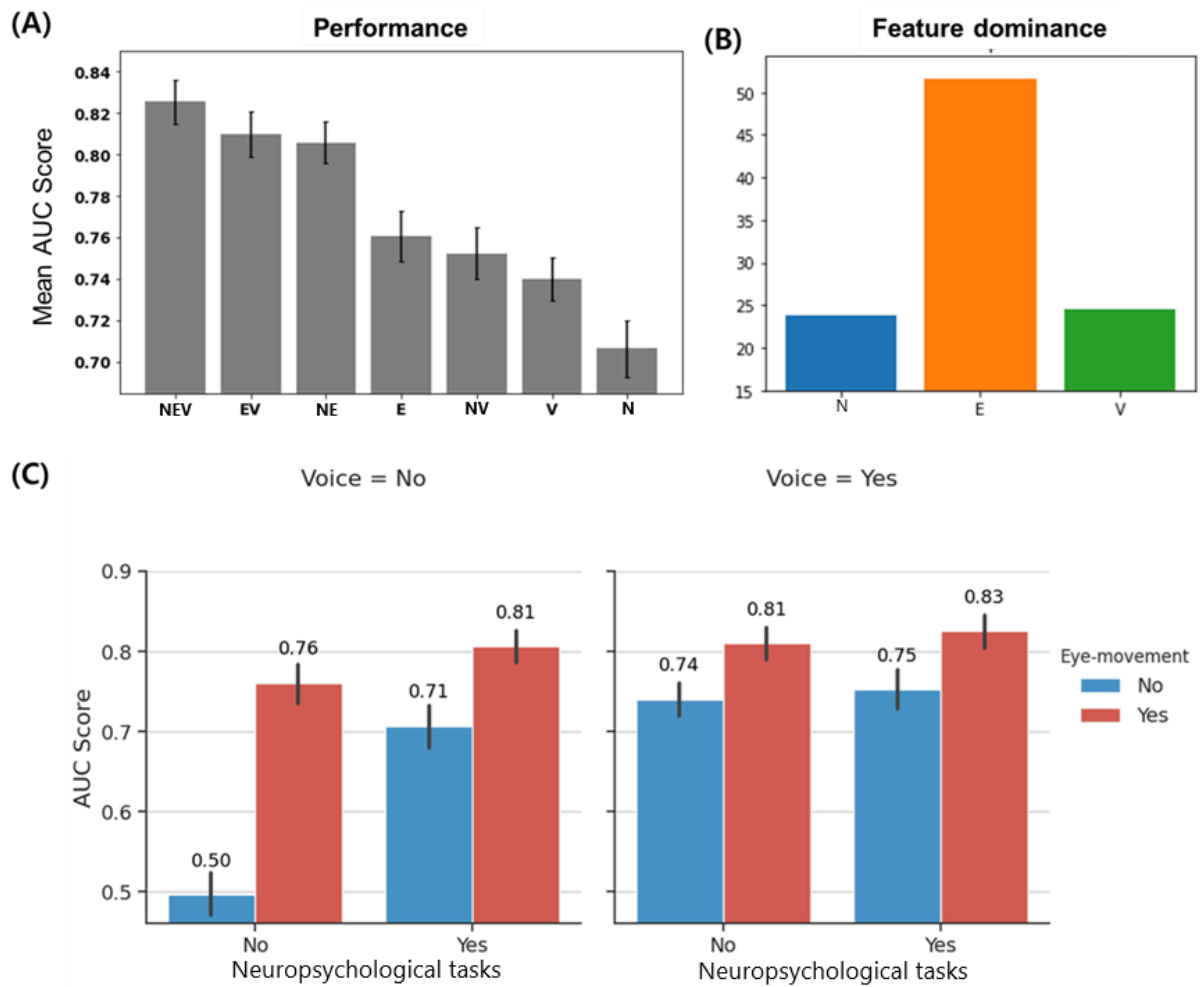 (A)
Performance
Mean AUC Score
0.84
0.82
0.80
0.78
0.76
0.74
0.72
0.70
NEV EV NE E NV V N
(B)
Feature dominance
50
45
40
35
30
25
20
15
N E V
(C)
Voice = No
Voice = Yes
AUC Score
0.9
0.8
0.7
0.6
0.5
0.50
0.76
0.71
0.81
0.74
0.81
0.75
0.83
No Yes
Neuropsychological tasks
No Yes
Neuropsychological tasks
Eye-movement
No
Yes